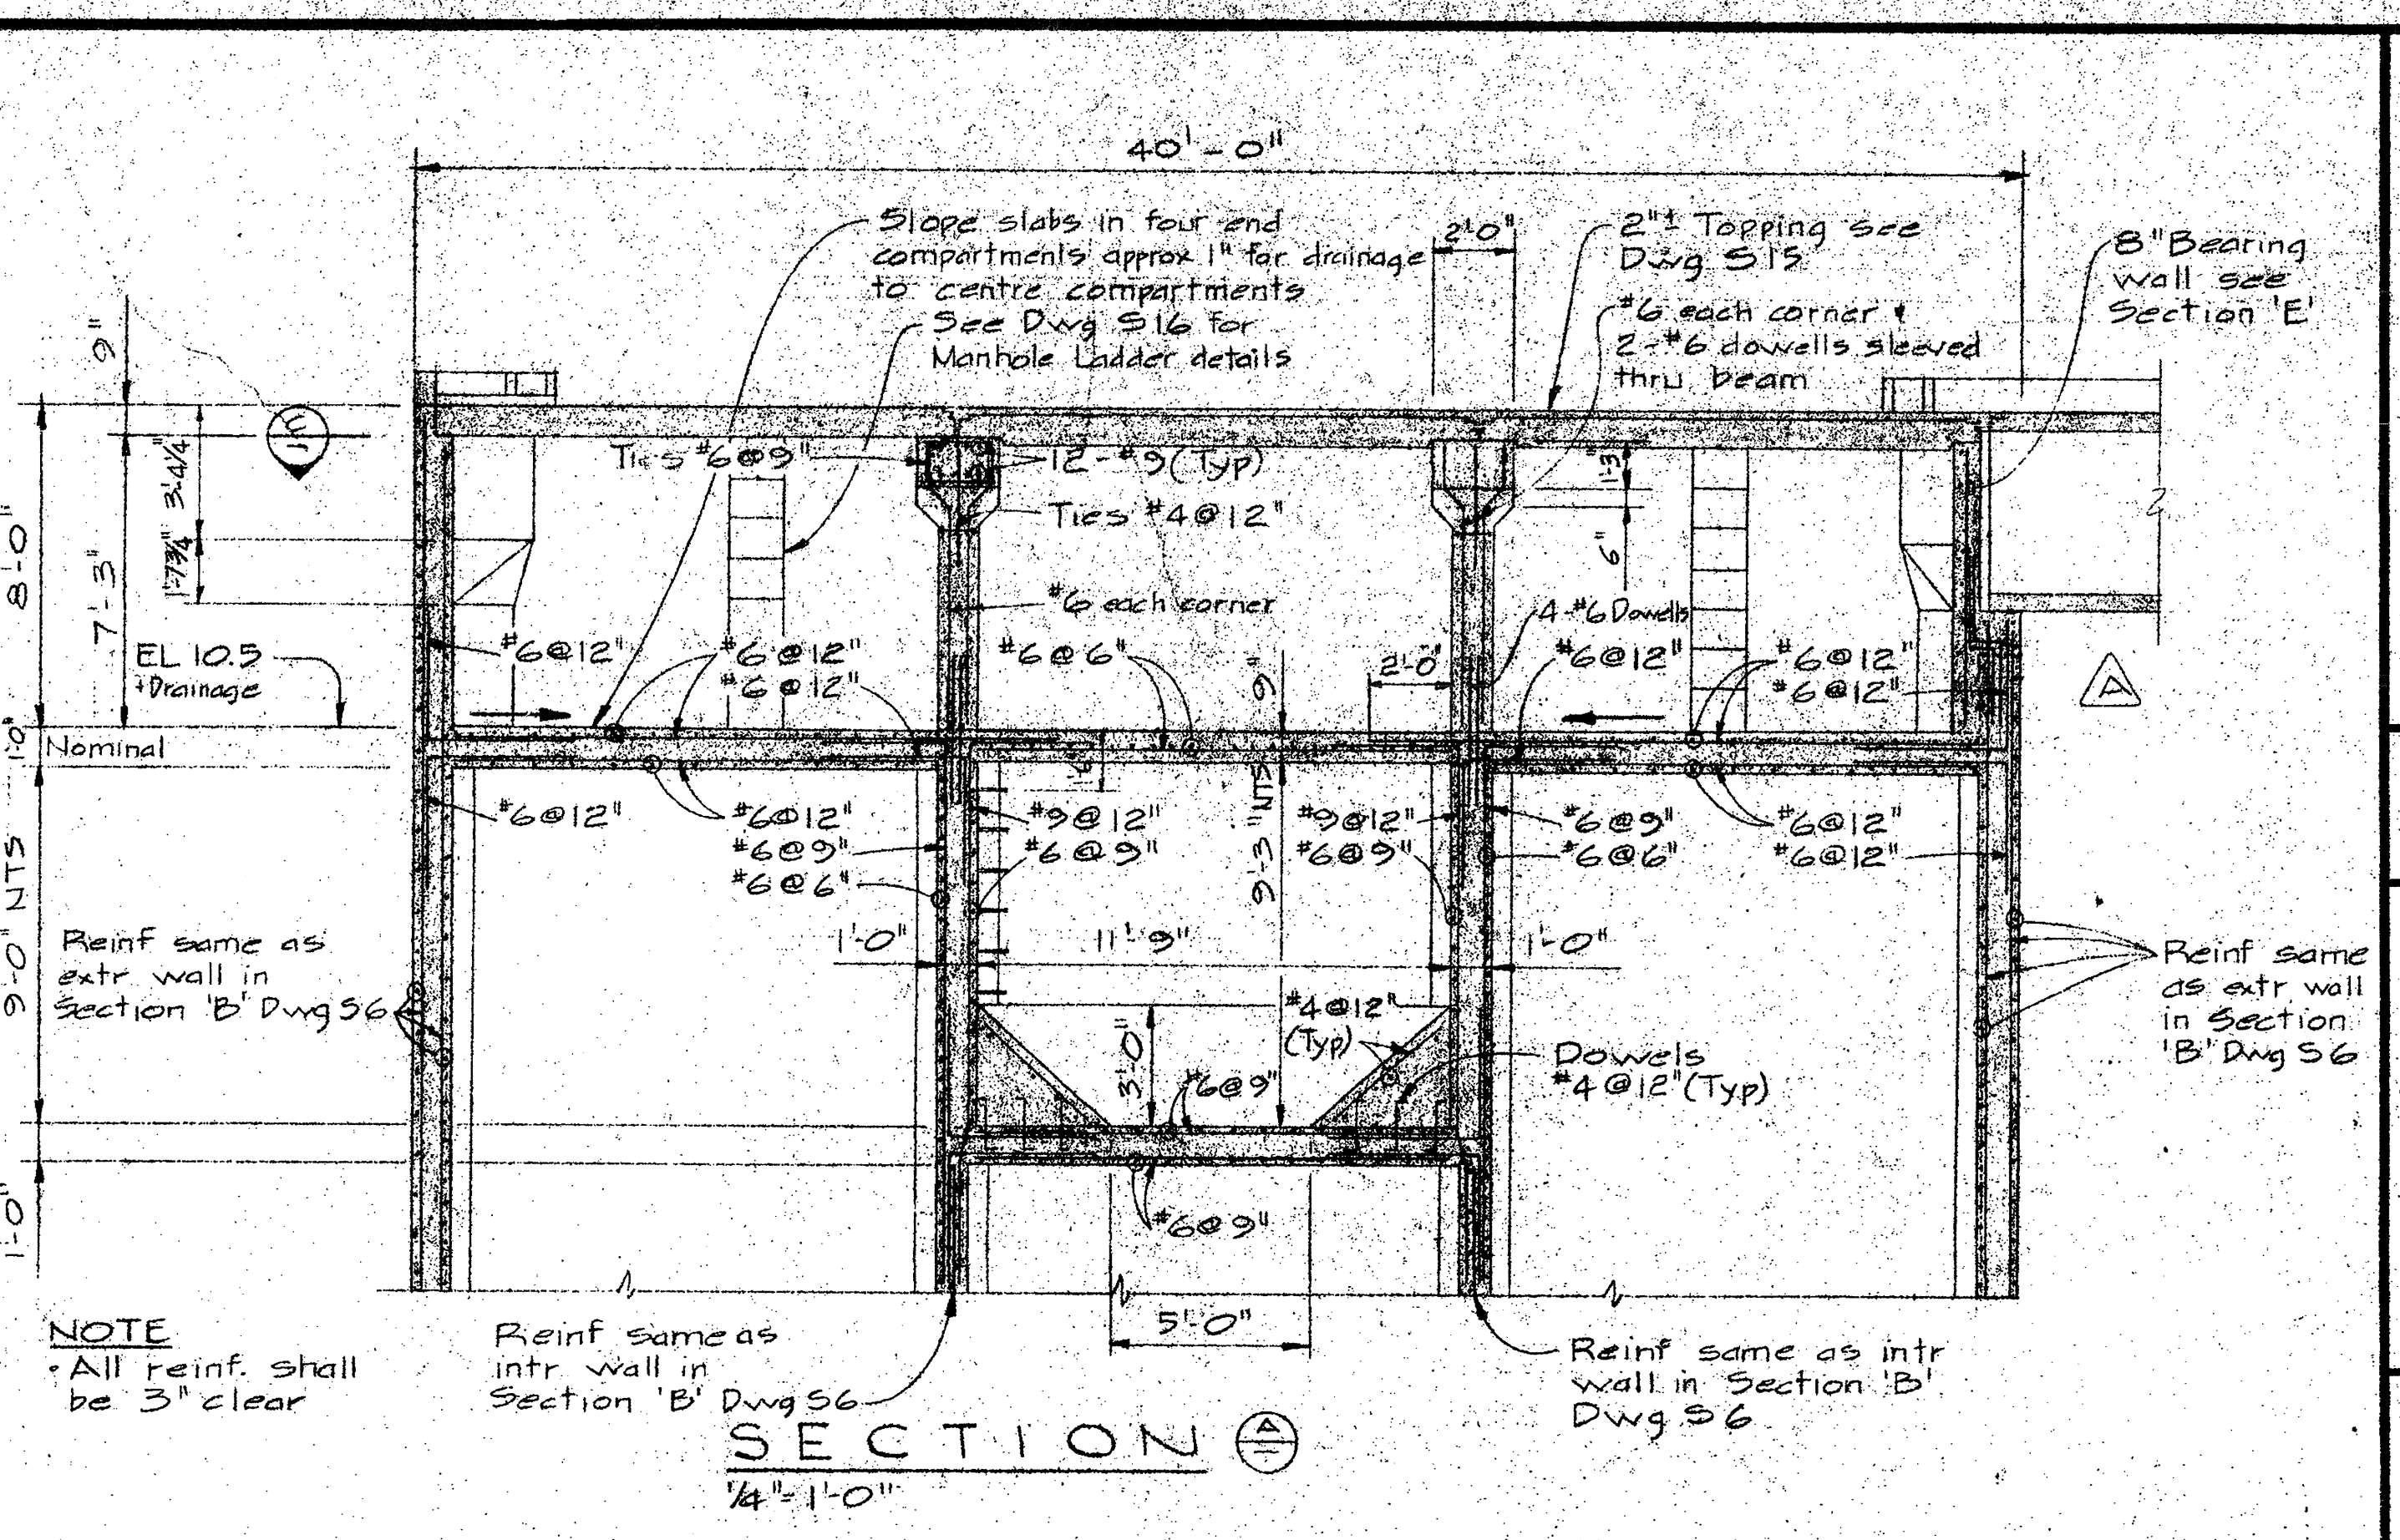 40'-0"
Slope slabs in four end
compartments approx 1" for drainage
to centre compartments
See Dwg S16 for
Manhole Ladder details
2'-0"
2"± Topping see
Dwg S15
#6 each corner &
2-#6 dowells sleeved
thru beam
8" Bearing
wall see
Section 'E'
9"
3'-4 1/4"
8'-0"
7'-3"
EL 10.5
+Drainage
1'-0"
Nominal
9'-0" NTS
1'-0"
Ties #6@9"
12-#9 (Typ)
Ties #4@12"
#6 each corner
1'-3"
6"
4-#6 Dowells
#6@12"
#6@12"
#6@12"
#6@6"
9"
2'-0"
#6@12"
#6@12"
#6@12"
A
#6@12"
#6@12"
#6@9"
#6@6"
#9@12"
#6@9"
9'-3" NTS
#9@12"
#6@9"
#6@9"
#6@6"
#6@12"
#6@12"
Reinf same as
extr wall in
Section 'B' Dwg S6
1'-0"
11'-9"
1'-0"
Reinf same
as extr wall
in Section
'B' Dwg S6
#4@12"
(Typ)
3'-0"
#6@9"
Dowels
#4@12" (Typ)
#6@9"
5'-0"
NOTE
• All reinf. shall
be 3" clear
Reinf same as
intr wall in
Section 'B' Dwg S6
Reinf same as intr
wall in Section 'B'
Dwg S6
SECTION A
1/4"=1'-0"